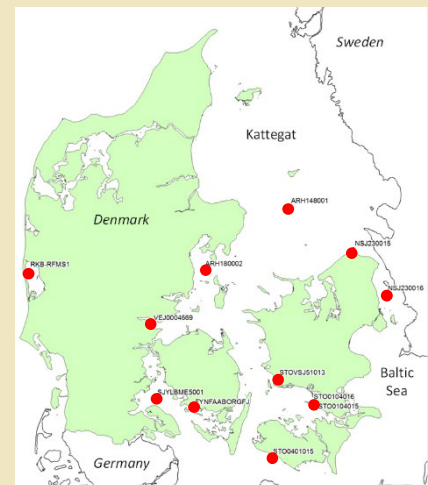 Sweden
Kattegat
ARH148001
Denmark
NSJ230015
RKB-RFMS1
ARH180002
NSJ230016
VEJ0004669
STOVSJ51013
Baltic
Sea
SJYLBME5001
FYNFAABORGFJ
STO0104016
STO0104015
STO0401015
Germany